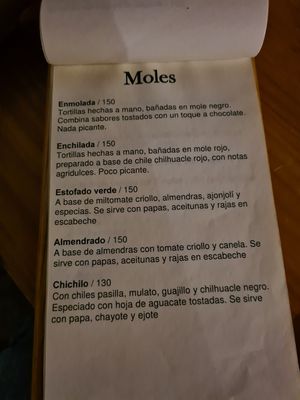 Moles
Enmolada / 150
Tortillas hechas a mano, bañadas en mole negro.
Combina sabores tostados con un toque a chocolate.
Nada picante.
Enchilada / 150
Tortillas hechas a mano, bañadas en mole rojo,
preparado a base de chile chilhuacle rojo, con notas
agridulces. Poco picante.
Estofado verde / 150
A base de miltomate criollo, almendras, ajonjolí y
especias. Se sirve con papas, aceitunas y rajas en
escabeche
Almendrado / 150
A base de almendras con tomate criollo y canela. Se
sirve con papas, aceitunas y rajas en escabeche
Chichilo / 130
Con chiles pasilla, mulato, guajillo y chilhuacle negro.
Especiado con hoja de aguacate tostadas. Se sirve
con papa, chayote y ejote